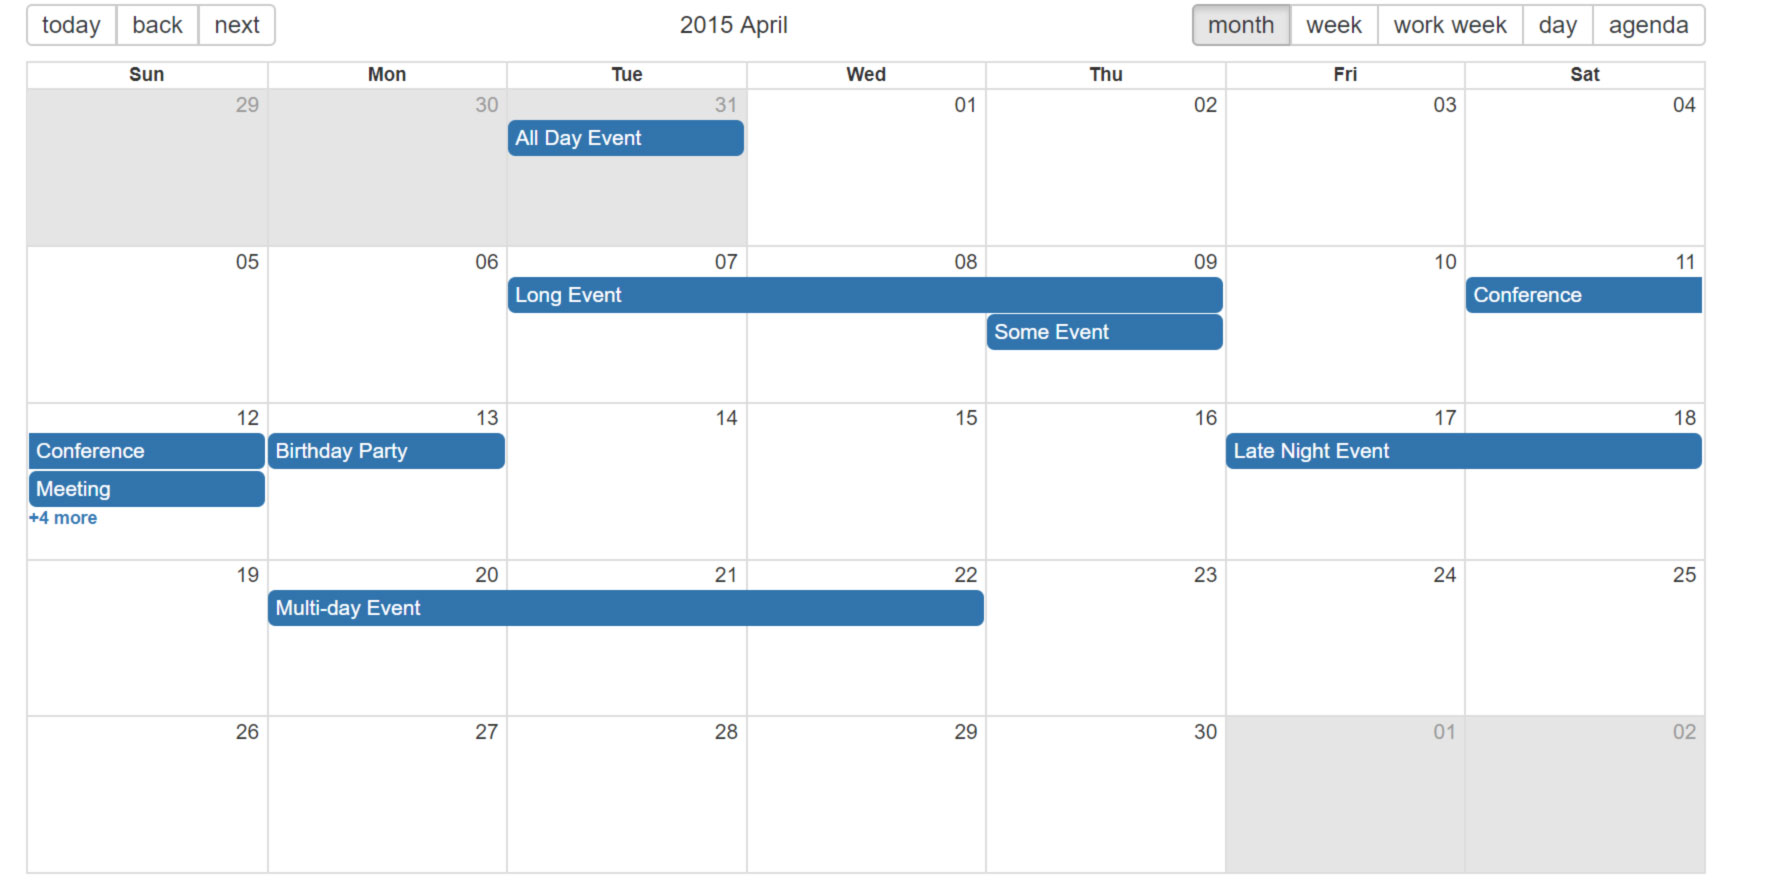 today back next 2015 April month week work week day agenda
Sun Mon Tue Wed Thu Fri Sat
29 30 31 01 02 03 04
All Day Event
05 06 07 08 09 10 11
Long Event Conference
Some Event
12 13 14 15 16 17 18
Conference Birthday Party Late Night Event
Meeting
+4 more
19 20 21 22 23 24 25
Multi-day Event
26 27 28 29 30 01 02